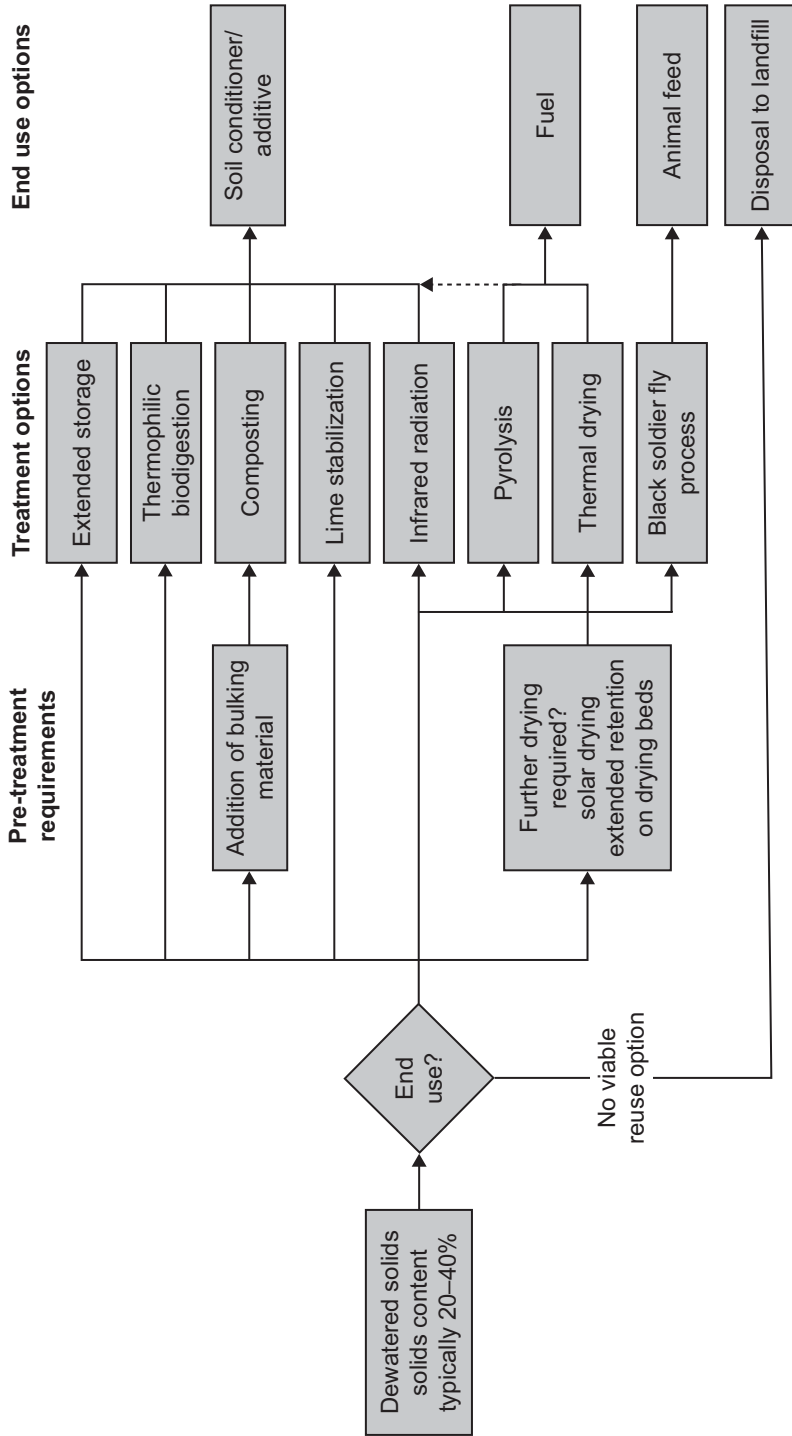 Pre-treatment
requirements
Treatment options
End use options
Dewatered solids
solids content
typically 20–40%
End
use?
No viable
reuse option
Addition of bulking
material
Further drying
required?
solar drying
extended retention
on drying beds
Extended storage
Thermophilic
biodigestion
Composting
Lime stabilization
Infrared radiation
Pyrolysis
Thermal drying
Black soldier fly
process
Soil conditioner/
additive
Fuel
Animal feed
Disposal to landfill